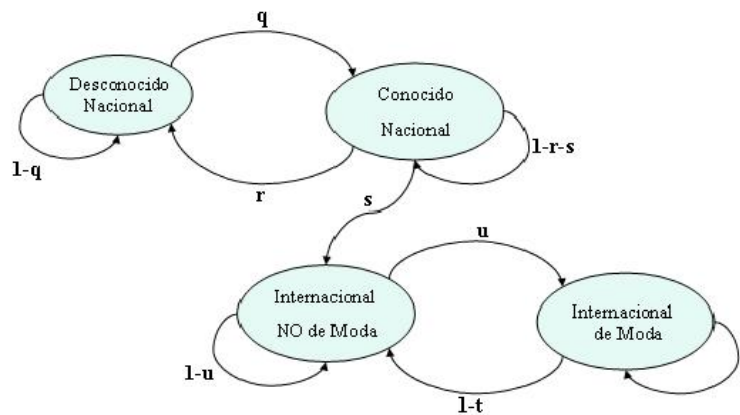 q
Desconocido
Nacional
Conocido
Nacional
1-q
r
1-r-s
s
u
Internacional
NO de Moda
Internacional
de Moda
1-u
1-t